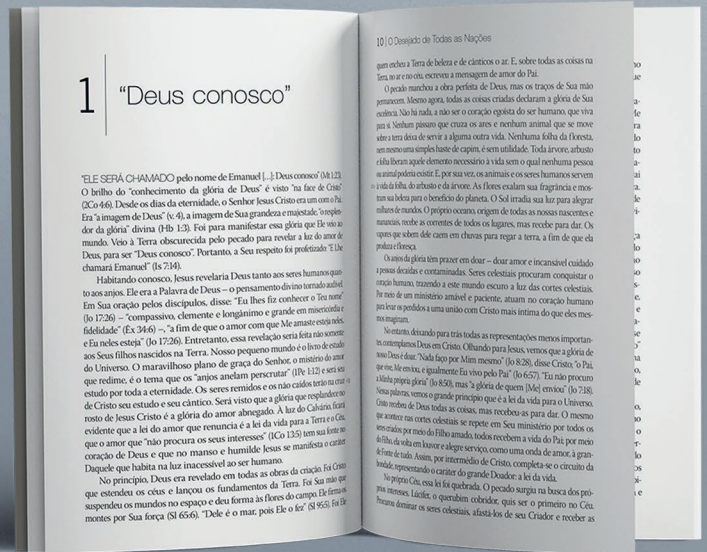 1
“Deus conosco”
“ELE SERÁ CHAMADO pelo nome de Emanuel [...]: Deus conosco” (Mt 1:23).
O brilho do “conhecimento da glória de Deus” é visto “na face de Cristo”
(2Co 4:6). Desde os dias da eternidade, o Senhor Jesus Cristo era um com o Pai.
Era “a imagem de Deus” (v. 4), a imagem de Sua grandeza e majestade, “o resplen-
dor da glória” divina (Hb 1:3). Foi para manifestar essa glória que Ele veio ao
mundo. Veio à Terra obscurecida pelo pecado para revelar a luz do amor de
Deus, para ser “Deus conosco”. Portanto, a Seu respeito foi profetizado: “E Lhe
chamará Emanuel” (Is 7:14).
Habitando conosco, Jesus revelaria Deus tanto aos seres humanos quan-
to aos anjos. Ele era a Palavra de Deus – o pensamento divino tornado audível.
Em Sua oração pelos discípulos, disse: “Eu lhes fiz conhecer o Teu nome”
(Jo 17:26) – “compassivo, clemente e longânimo e grande em misericórdia e
fidelidade” (Êx 34:6) –, “a fim de que o amor com que Me amaste esteja neles,
e Eu neles esteja” (Jo 17:26). Entretanto, essa revelação seria feita não somente
aos Seus filhos nascidos na Terra. Nosso pequeno mundo é o livro de estudo
do Universo. O maravilhoso plano de graça do Senhor, o mistério do amor
que redime, é o tema que os “anjos anelam perscrutar” (1Pe 1:12) e será seu
estudo por toda a eternidade. Os seres remidos e os não caídos terão na cruz
de Cristo seu estudo e seu cântico. Será visto que a glória que resplandece no
rosto de Jesus Cristo é a glória do amor abnegado. À luz do Calvário, ficará
evidente que a lei do amor que renuncia é a lei da vida para a Terra e o Céu;
que o amor que “não procura os seus interesses” (1Co 13:5) tem sua fonte no
coração de Deus e que no manso e humilde Jesus se manifesta o caráter
Daquele que habita na luz inacessível ao ser humano.
No princípio, Deus era revelado em todas as obras da criação. Foi Cristo
que estendeu os céus e lançou os fundamentos da Terra. Foi Sua mão que
suspendeu os mundos no espaço e deu forma às flores do campo. Ele firma os
montes por Sua força (Sl 65:6). “Dele é o mar, pois Ele o fez” (Sl 95:5). Foi Ele
10 | O Desejado de Todas as Nações
quem encheu a Terra de beleza e de cânticos o ar. E, sobre todas as coisas na
Terra, no ar e no céu, escreveu a mensagem de amor do Pai.
O pecado manchou a obra perfeita de Deus, mas os traços de Sua mão
permanecem. Mesmo agora, todas as coisas criadas declaram a glória de Sua
excelência. Não há nada, a não ser o coração egoísta do ser humano, que viva
para si. Nenhum pássaro que cruza os ares e nenhum animal que se move
sobre a terra deixa de servir a alguma outra vida. Nenhuma folha da floresta,
nem mesmo uma simples haste de capim, é sem utilidade. Toda árvore, arbusto
e folha liberam aquele elemento necessário à vida sem o qual nenhuma pessoa
ou animal poderia existir. E, por sua vez, os animais e os seres humanos servem
à vida da folha, do arbusto e da árvore. As flores exalam sua fragrância e mos-
tram sua beleza para o benefício do planeta. O Sol irradia sua luz para alegrar
milhares de mundos. O próprio oceano, origem de todas as nossas nascentes e
mananciais, recebe as correntes de todos os lugares, mas recebe para dar. Os
vapores que sobem dele caem em chuvas para regar a terra, a fim de que ela
produza e floresça.
Os anjos da glória têm prazer em doar – doar amor e incansável cuidado
a pessoas decaídas e contaminadas. Seres celestiais procuram conquistar o
coração humano, trazendo a este mundo escuro a luz das cortes celestiais.
Por meio de um ministério amável e paciente, atuam no coração humano
para levar os perdidos a uma união com Cristo mais íntima do que eles mes-
mos imaginam.
No entanto, deixando para trás todas as representações menos importan-
tes, contemplamos Deus em Cristo. Olhando para Jesus, vemos que a glória de
nosso Deus é doar. “Nada faço por Mim mesmo” (Jo 8:28), disse Cristo; “o Pai,
que vive, Me enviou, e igualmente Eu vivo pelo Pai” (Jo 6:57). “Eu não procuro
a Minha própria glória” (Jo 8:50), mas “a glória de quem [Me] enviou” (Jo 7:18).
Nessas palavras, vemos o grande princípio que é a lei da vida para o Universo.
Cristo recebeu de Deus todas as coisas, mas recebeu-as para dar. O mesmo
que acontece nas cortes celestiais se repete em Seu ministério por todos os
seres criados: por meio do Filho amado, todos recebem a vida do Pai; por meio
do Filho, ela volta em louvor e alegre serviço, como uma onda de amor, à gran-
de Fonte de tudo. Assim, por intermédio de Cristo, completa-se o circuito da
bondade, representando o caráter do grande Doador: a lei da vida.
No próprio Céu, essa lei foi quebrada. O pecado surgiu na busca dos pró-
prios interesses. Lúcifer, o querubim cobridor, quis ser o primeiro no Céu.
Procurou dominar os seres celestiais, afastá-los de seu Criador e receber as